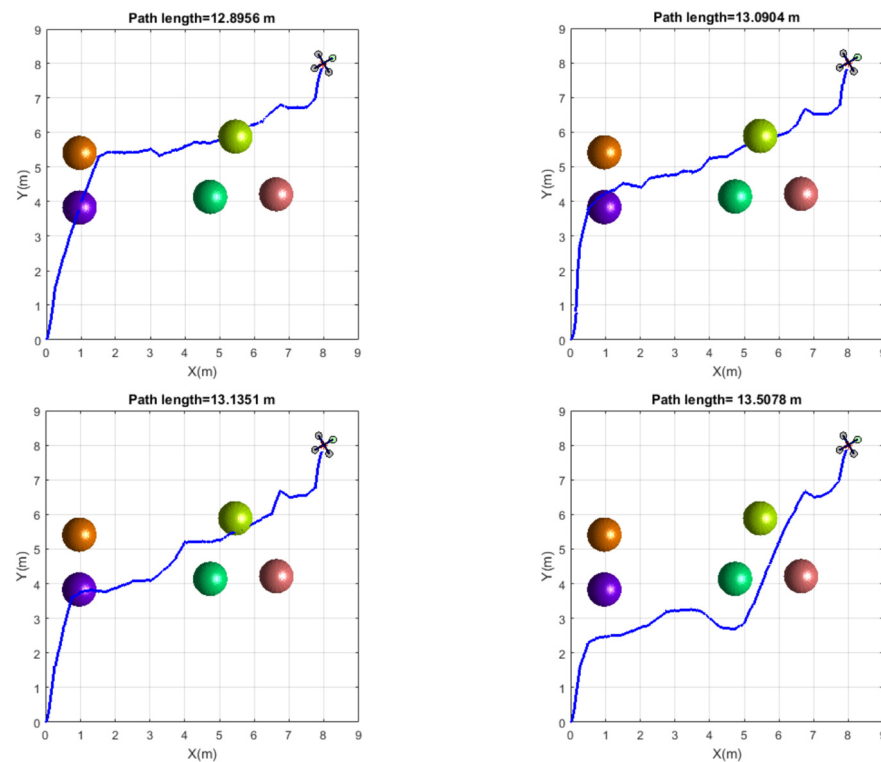 Path length=12.8956 m
9
8
7
6
5
4
3
2
1
0
Y(m)
0 1 2 3 4 5 6 7 8 9
X(m)
Path length=13.0904 m
9
8
7
6
5
4
3
2
1
0
Y(m)
0 1 2 3 4 5 6 7 8 9
X(m)
Path length=13.1351 m
9
8
7
6
5
4
3
2
1
0
Y(m)
0 1 2 3 4 5 6 7 8 9
X(m)
Path length= 13.5078 m
9
8
7
6
5
4
3
2
1
0
Y(m)
0 1 2 3 4 5 6 7 8 9
X(m)